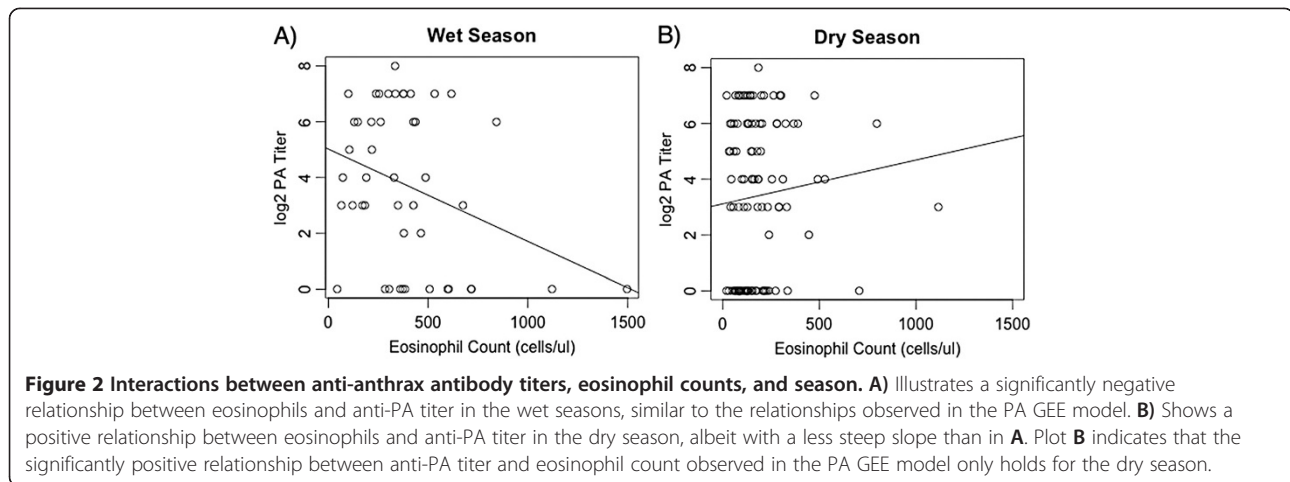 A)
Wet Season
log2 PA Titer
0 2 4 6 8
0 500 1000 1500
Eosinophil Count (cells/ul)
B)
Dry Season
log2 PA Titer
0 2 4 6 8
0 500 1000 1500
Eosinophil Count (cells/ul)
Figure 2 Interactions between anti-anthrax antibody titers, eosinophil counts, and season. A) Illustrates a significantly negative
relationship between eosinophils and anti-PA titer in the wet seasons, similar to the relationships observed in the PA GEE model. B) Shows a
positive relationship between eosinophils and anti-PA titer in the dry season, albeit with a less steep slope than in A. Plot B indicates that the
significantly positive relationship between anti-PA titer and eosinophil count observed in the PA GEE model only holds for the dry season.